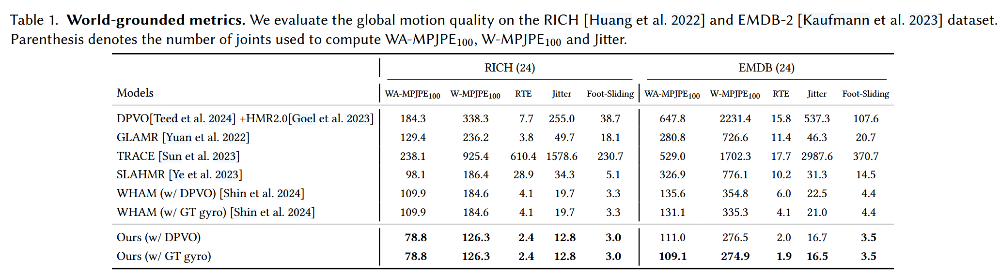 Table 1. World-grounded metrics. We evaluate the global motion quality on the RICH [Huang et al. 2022] and EMDB-2 [Kaufmann et al. 2023] dataset.
Parenthesis denotes the number of joints used to compute WA-MPJPE100, W-MPJPE100 and Jitter.
RICH (24) EMDB (24)
Models WA-MPJPE100 W-MPJPE100 RTE Jitter Foot-Sliding WA-MPJPE100 W-MPJPE100 RTE Jitter Foot-Sliding
DPVO[Teed et al. 2024] +HMR2.0[Goel et al. 2023] 184.3 338.3 7.7 255.0 38.7 647.8 2231.4 15.8 537.3 107.6
GLAMR [Yuan et al. 2022] 129.4 236.2 3.8 49.7 18.1 280.8 726.6 11.4 46.3 20.7
TRACE [Sun et al. 2023] 238.1 925.4 610.4 1578.6 230.7 529.0 1702.3 17.7 2987.6 370.7
SLAHMR [Ye et al. 2023] 98.1 186.4 28.9 34.3 5.1 326.9 776.1 10.2 31.3 14.5
WHAM (w/ DPVO) [Shin et al. 2024] 109.9 184.6 4.1 19.7 3.3 135.6 354.8 6.0 22.5 4.4
WHAM (w/ GT gyro) [Shin et al. 2024] 109.9 184.6 4.1 19.7 3.3 131.1 335.3 4.1 21.0 4.4
Ours (w/ DPVO) 78.8 126.3 2.4 12.8 3.0 111.0 276.5 2.0 16.7 3.5
Ours (w/ GT gyro) 78.8 126.3 2.4 12.8 3.0 109.1 274.9 1.9 16.5 3.5